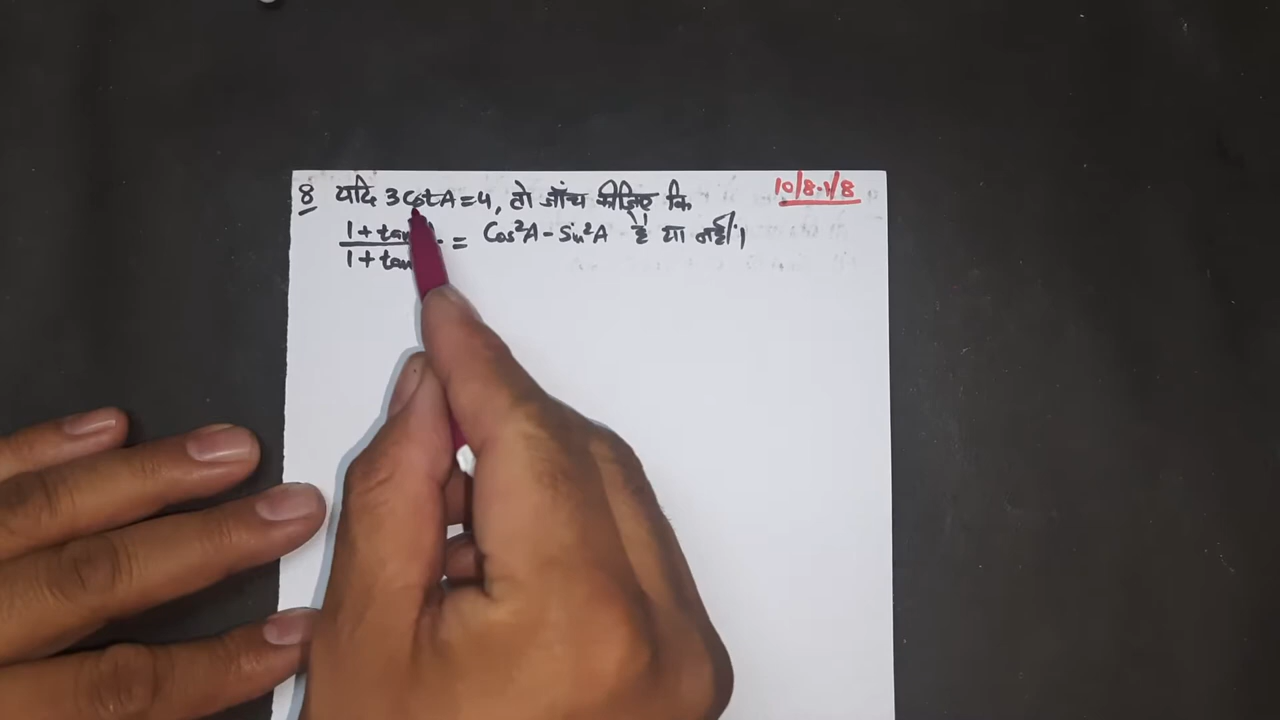 8 यदि 3 cot A = 4, तो जाँच कीजिए कि 10/8.1/8
1 + tan = Cos²A - Sin²A है या नहीं।
1 + tan